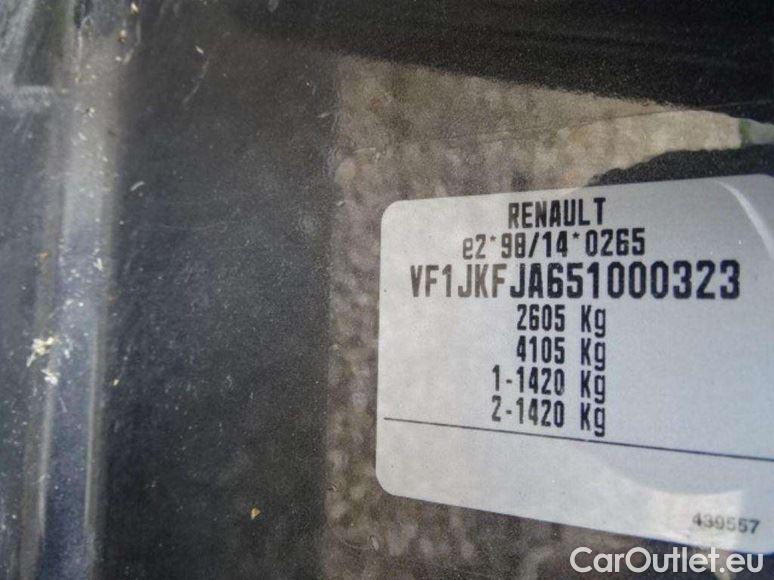 RENAULT
e2*98/14*0265
VF1JKFJA651000323
2605 Kg
4105 Kg
1-1420 Kg
2-1420 Kg
439557
CarOutlet.eu